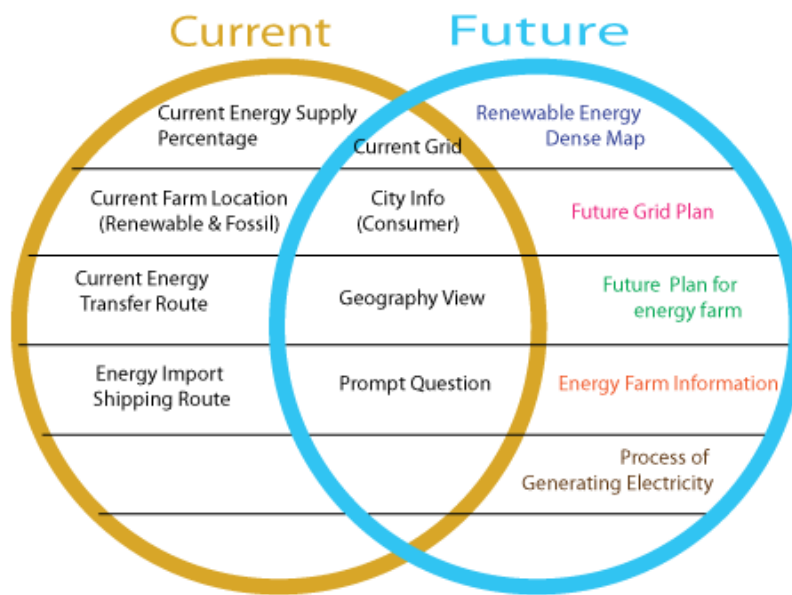 Current
Future
Current Energy Supply
Percentage
Current Grid
Renewable Energy
Dense Map
Current Farm Location
(Renewable & Fossil)
City Info
(Consumer)
Future Grid Plan
Current Energy
Transfer Route
Geography View
Future Plan for
energy farm
Energy Import
Shipping Route
Prompt Question
Energy Farm Information
Process of
Generating Electricity